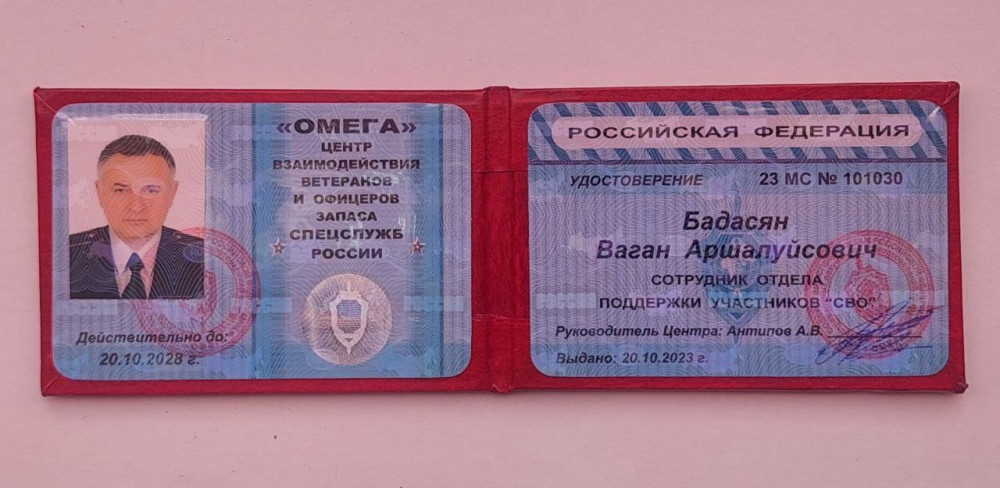 «ОМЕГА»
ЦЕНТР
ВЗАИМОДЕЙСТВИЯ
ВЕТЕРАНОВ
И ОФИЦЕРОВ
ЗАПАСА
СПЕЦСЛУЖБ
РОССИИ
Действительно до:
20.10.2028 г.
РОССИЙСКАЯ ФЕДЕРАЦИЯ
УДОСТОВЕРЕНИЕ 23 МС № 101030
Бадасян
Ваган Аршалуйсович
СОТРУДНИК ОТДЕЛА
ПОДДЕРЖКИ УЧАСТНИКОВ "СВО"
Руководитель Центра: Антипов А.В.
Выдано: 20.10.2023 г.